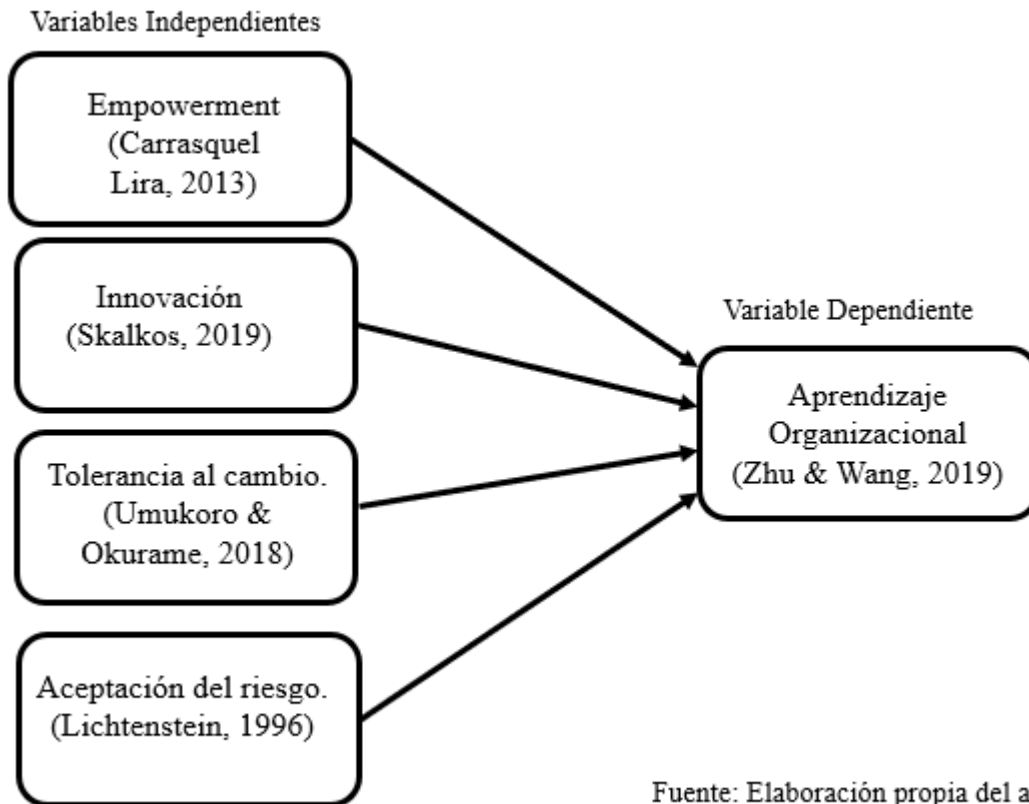 Variables Independientes
Empowerment
(Carrasquel
Lira, 2013)
Innovación
(Skalkos, 2019)
Tolerancia al cambio.
(Umukoro &
Okurame, 2018)
Aceptación del riesgo.
(Lichtenstein, 1996)
Variable Dependiente
Aprendizaje
Organizacional
(Zhu & Wang, 2019)
Fuente: Elaboración propia del a